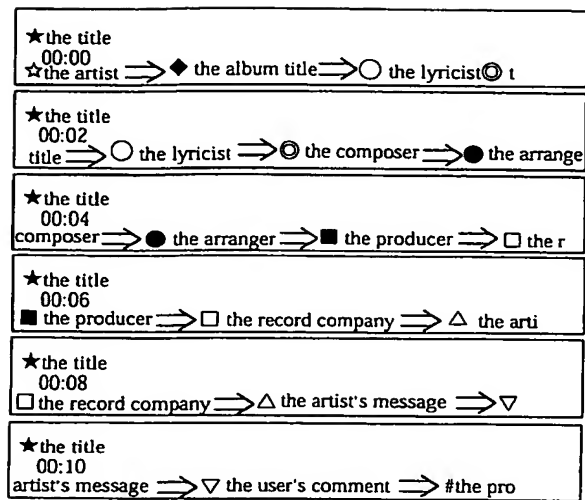 ★the title
00:00
☆the artist ⇒ ◆ the album title ⇒ ○ the lyricist ◎ t
★the title
00:02
title ⇒ ○ the lyricist ⇒ ◎ the composer ⇒ ● the arrange
★the title
00:04
composer ⇒ ● the arranger ⇒ ■ the producer ⇒ □ the r
★the title
00:06
■ the producer ⇒ □ the record company ⇒ △ the arti
★the title
00:08
□ the record company ⇒ △ the artist's message ⇒ ▽
★the title
00:10
artist's message ⇒ ▽ the user's comment ⇒ #the pro